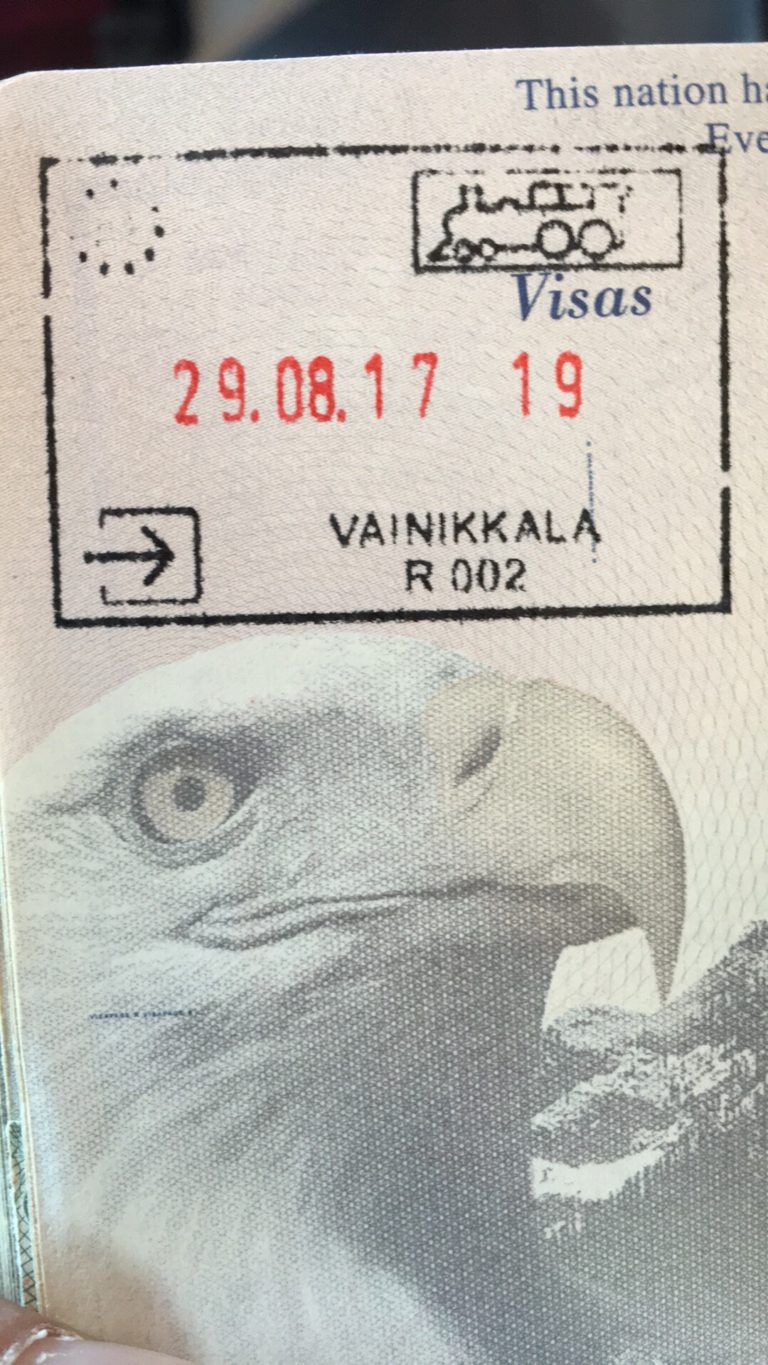 This nation ha
Eve
Visas
29.08.17 19
VAINIKKALA
R 002